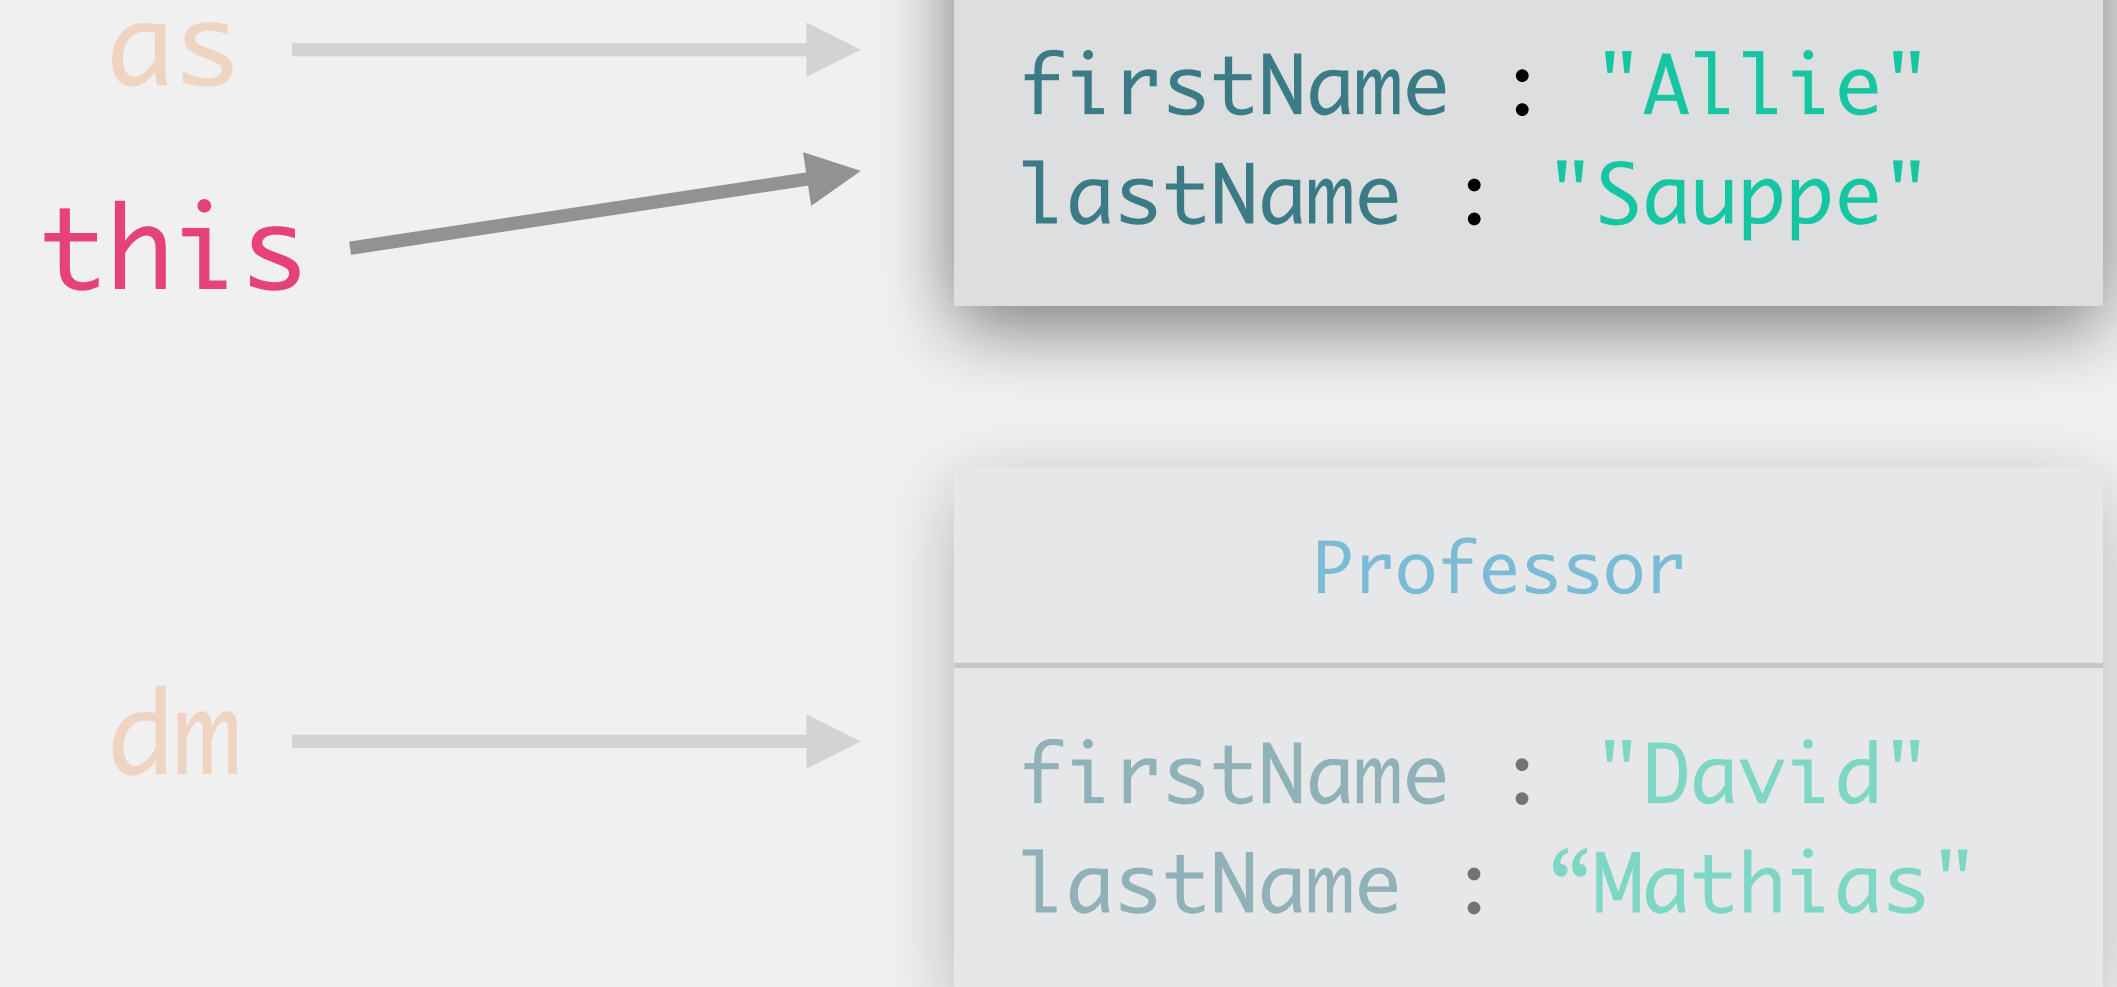 as
firstName : "Allie"
lastName : "Sauppe"
this
Professor
dm
firstName : "David"
lastName : “Mathias"